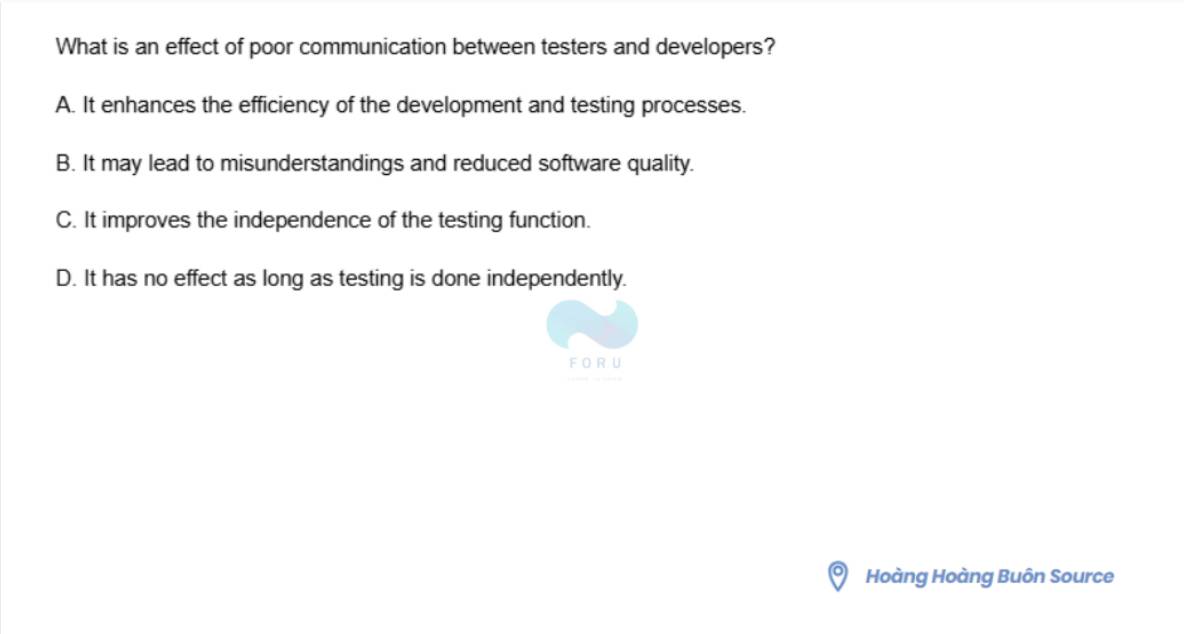 What is an effect of poor communication between testers and developers?
A. It enhances the efficiency of the development and testing processes.
B. It may lead to misunderstandings and reduced software quality.
C. It improves the independence of the testing function.
D. It has no effect as long as testing is done independently.
FORU
Hoàng Hoàng Buôn Source